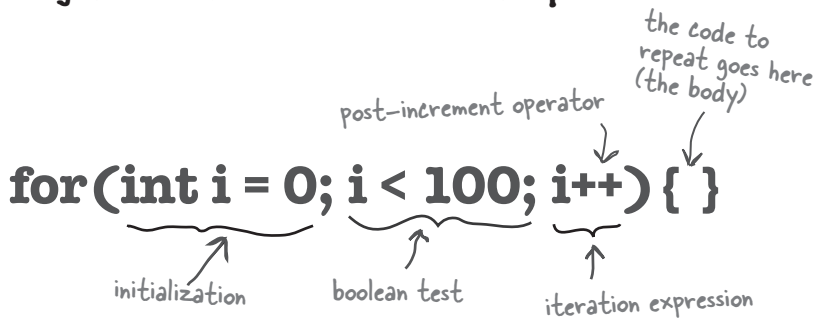 the code to
repeat goes here
(the body)
post-increment operator
for(int i = 0; i < 100; i++) { }
initialization
boolean test
iteration expression